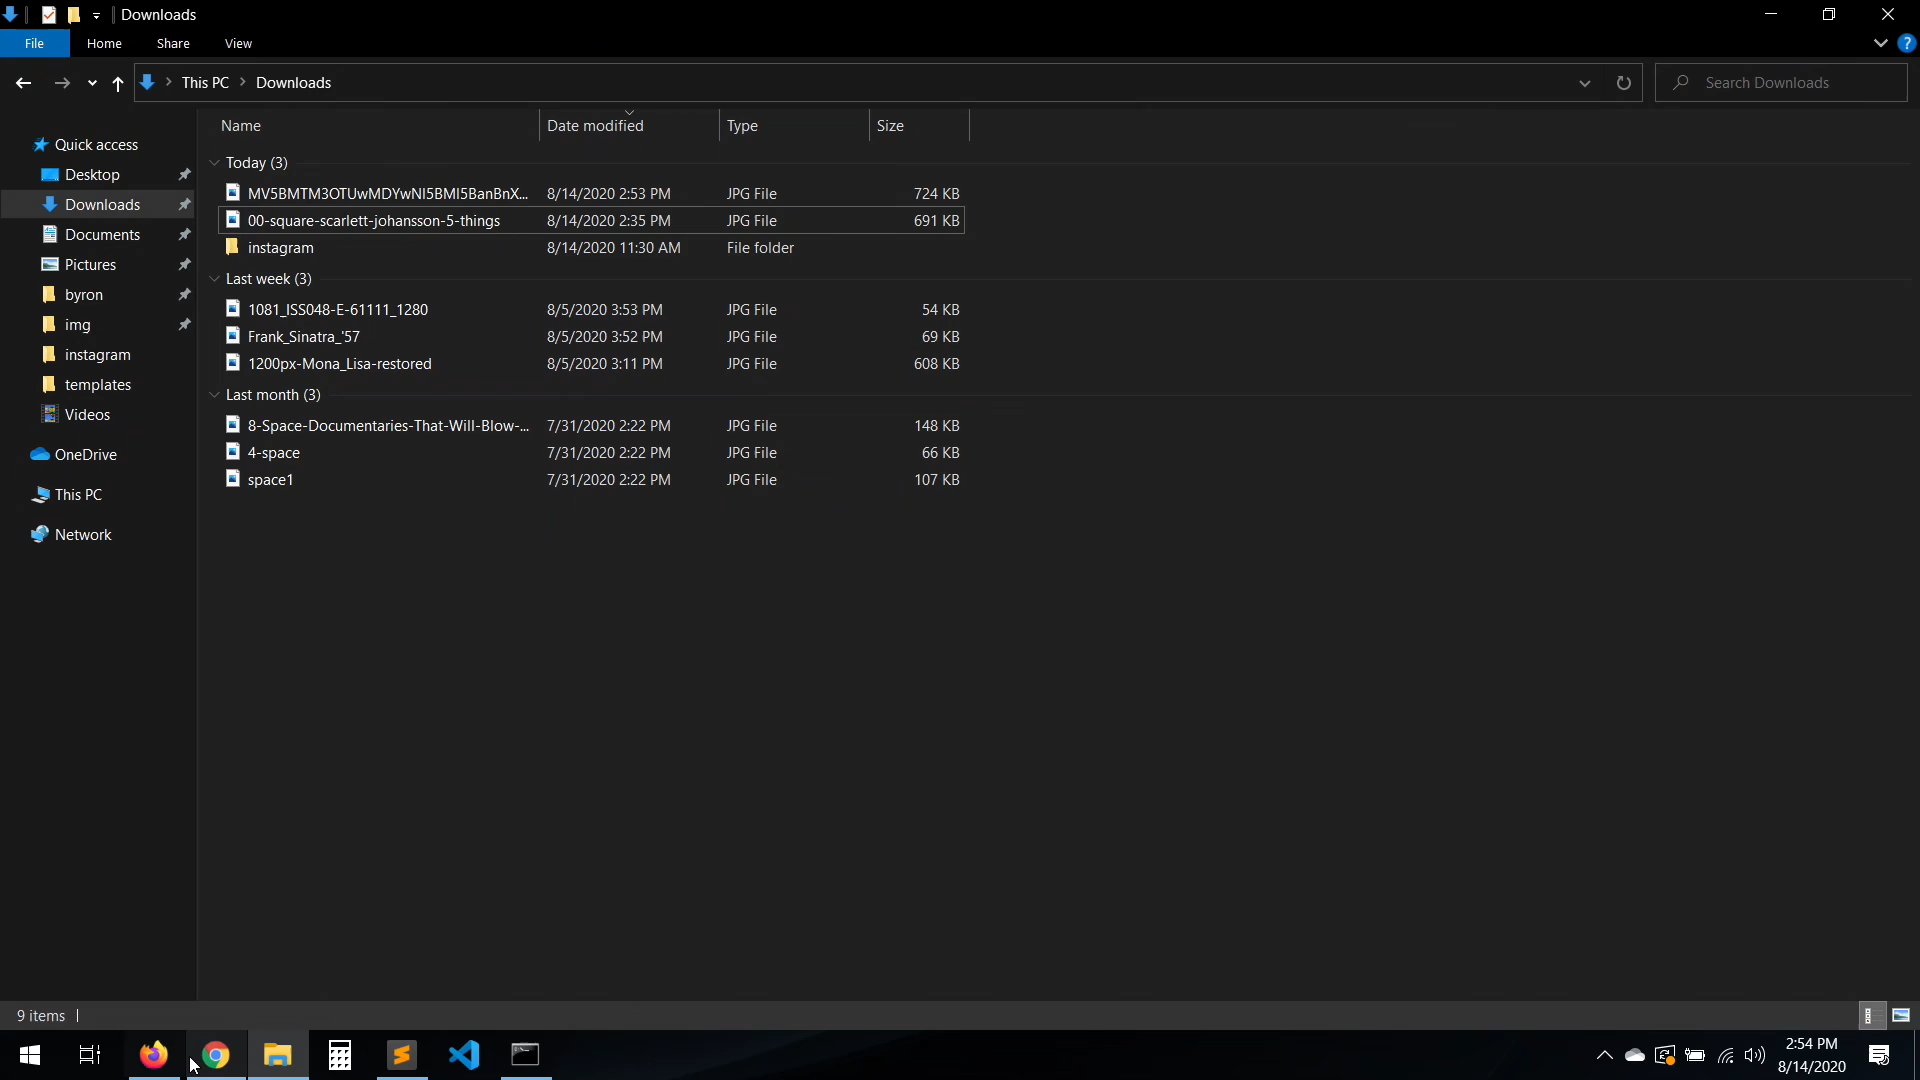 Downloads
File Home Share View
This PC Downloads Search Downloads
Name Date modified Type Size
Quick access
Desktop
Downloads
Documents
Pictures
byron
img
instagram
templates
Videos
OneDrive
This PC
Network
Today (3)
MV5BMTM3OTUwMDYwNl5BMl5BanBnX... 8/14/2020 2:53 PM JPG File 724 KB
00-square-scarlett-johansson-5-things 8/14/2020 2:35 PM JPG File 691 KB
instagram 8/14/2020 11:30 AM File folder
Last week (3)
1081_ISS048-E-61111_1280 8/5/2020 3:53 PM JPG File 54 KB
Frank_Sinatra_'57 8/5/2020 3:52 PM JPG File 69 KB
1200px-Mona_Lisa-restored 8/5/2020 3:11 PM JPG File 608 KB
Last month (3)
8-Space-Documentaries-That-Will-Blow-... 7/31/2020 2:22 PM JPG File 148 KB
4-space 7/31/2020 2:22 PM JPG File 66 KB
space1 7/31/2020 2:22 PM JPG File 107 KB
9 items
2:54 PM
8/14/2020